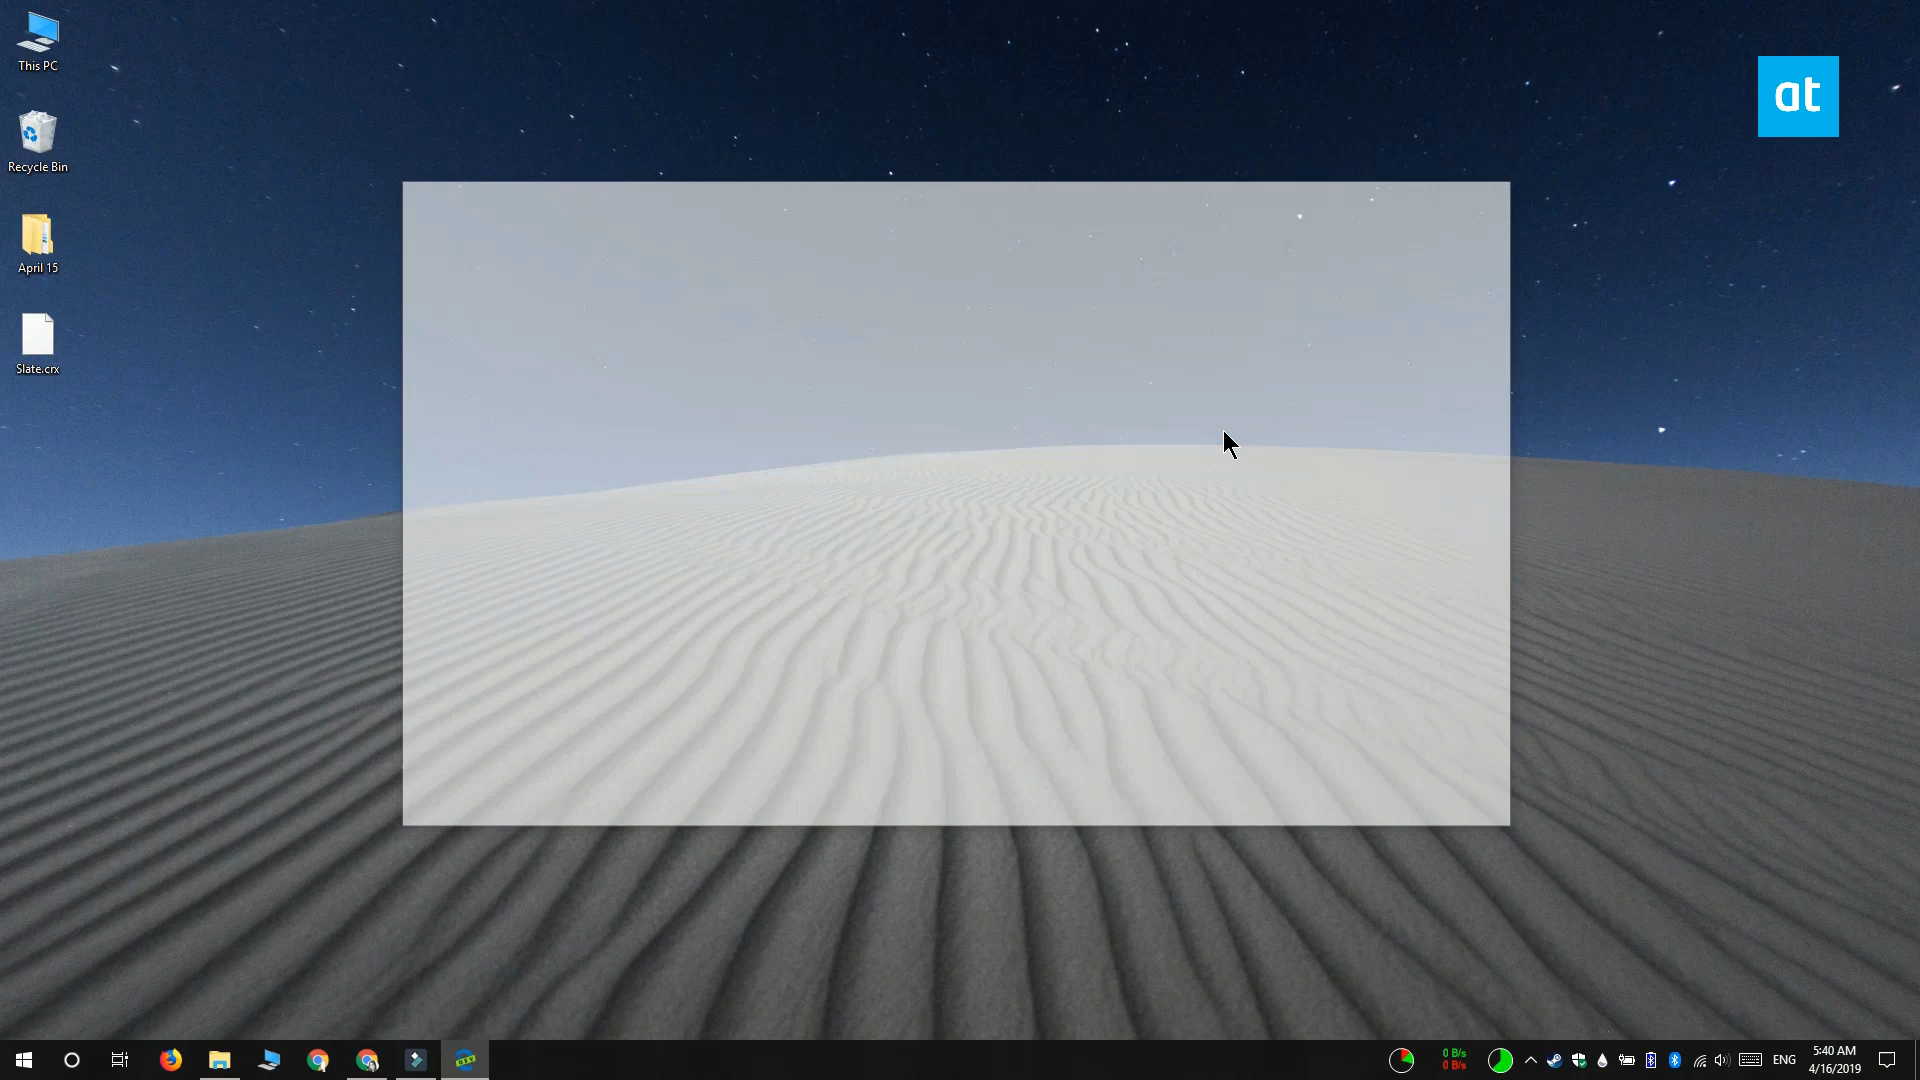 This PC
at
Recycle Bin
April 15
Slate.crx
0 B/s
0 B/s
ENG
5:40 AM
4/16/2019